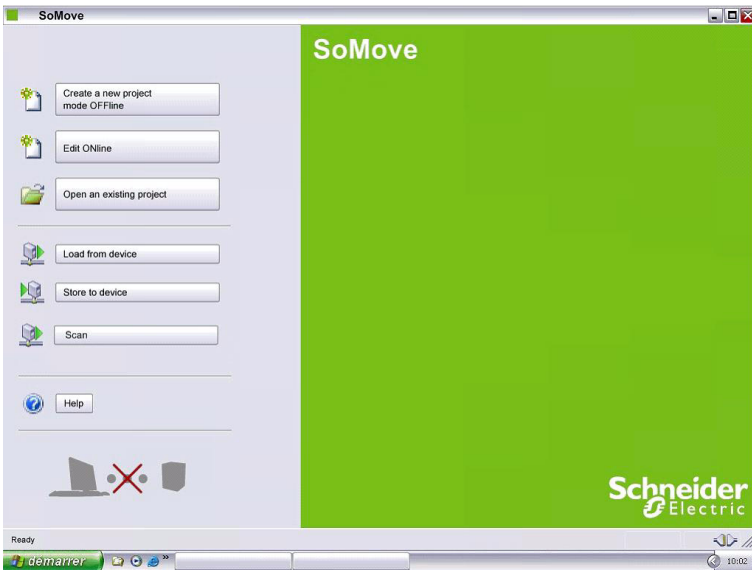 SoMove
SoMove
Create a new project
mode OFFline
Edit ONline
Open an existing project
Load from device
Store to device
Scan
Help
Schneider
Electric
Ready
démarrer
10:02